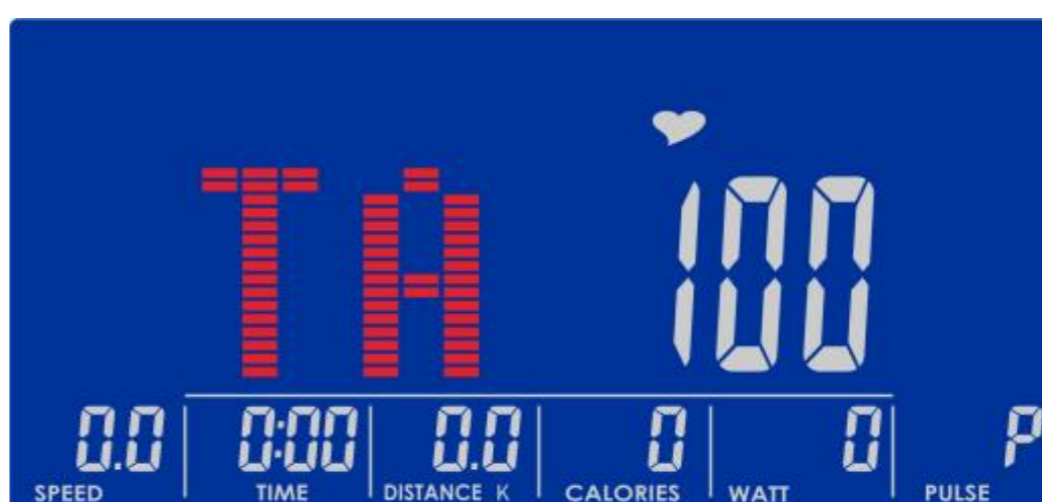 TA 100
0.0 0:00 0.0 0 0 P
SPEED TIME DISTANCE K CALORIES WATT PULSE